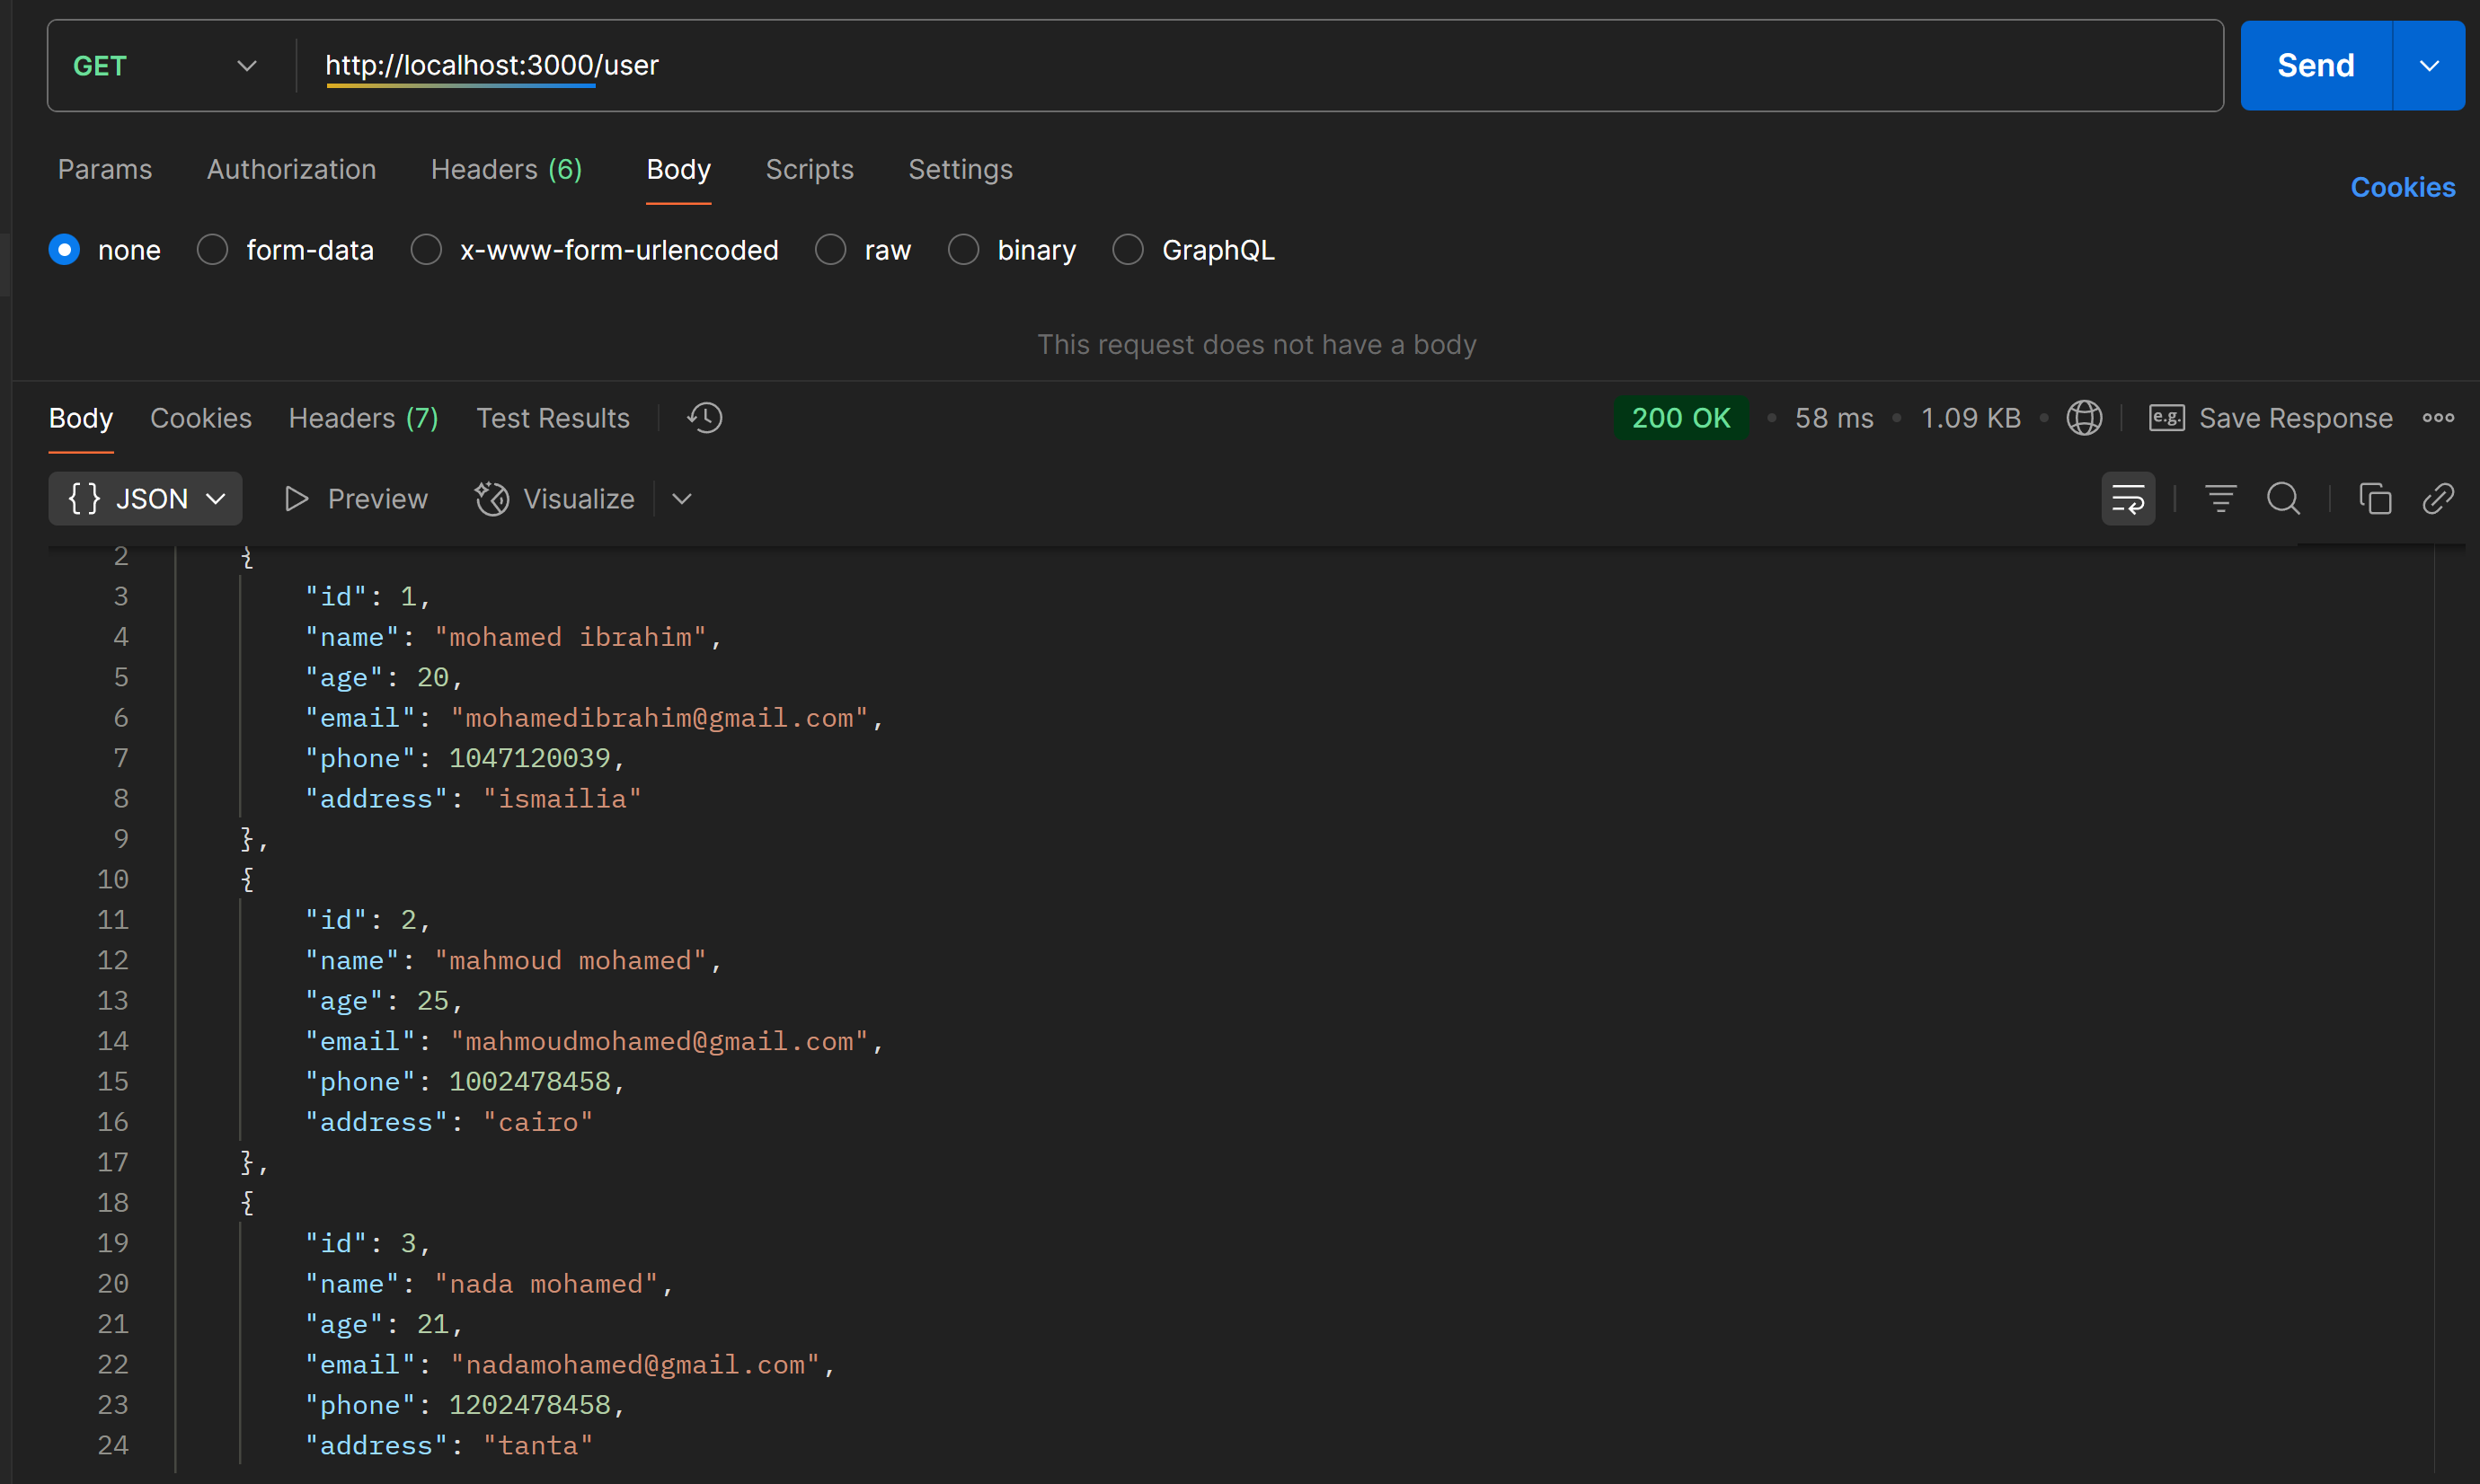 GET http://localhost:3000/user Send
Params Authorization Headers (6) Body Scripts Settings Cookies
none form-data x-www-form-urlencoded raw binary GraphQL
This request does not have a body
Body Cookies Headers (7) Test Results 200 OK • 58 ms • 1.09 KB • e.g. Save Response
{} JSON Preview Visualize
2 {
3 "id": 1,
4 "name": "mohamed ibrahim",
5 "age": 20,
6 "email": "mohamedibrahim@gmail.com",
7 "phone": 1047120039,
8 "address": "ismailia"
9 },
10 {
11 "id": 2,
12 "name": "mahmoud mohamed",
13 "age": 25,
14 "email": "mahmoudmohamed@gmail.com",
15 "phone": 1002478458,
16 "address": "cairo"
17 },
18 {
19 "id": 3,
20 "name": "nada mohamed",
21 "age": 21,
22 "email": "nadamohamed@gmail.com",
23 "phone": 1202478458,
24 "address": "tanta"